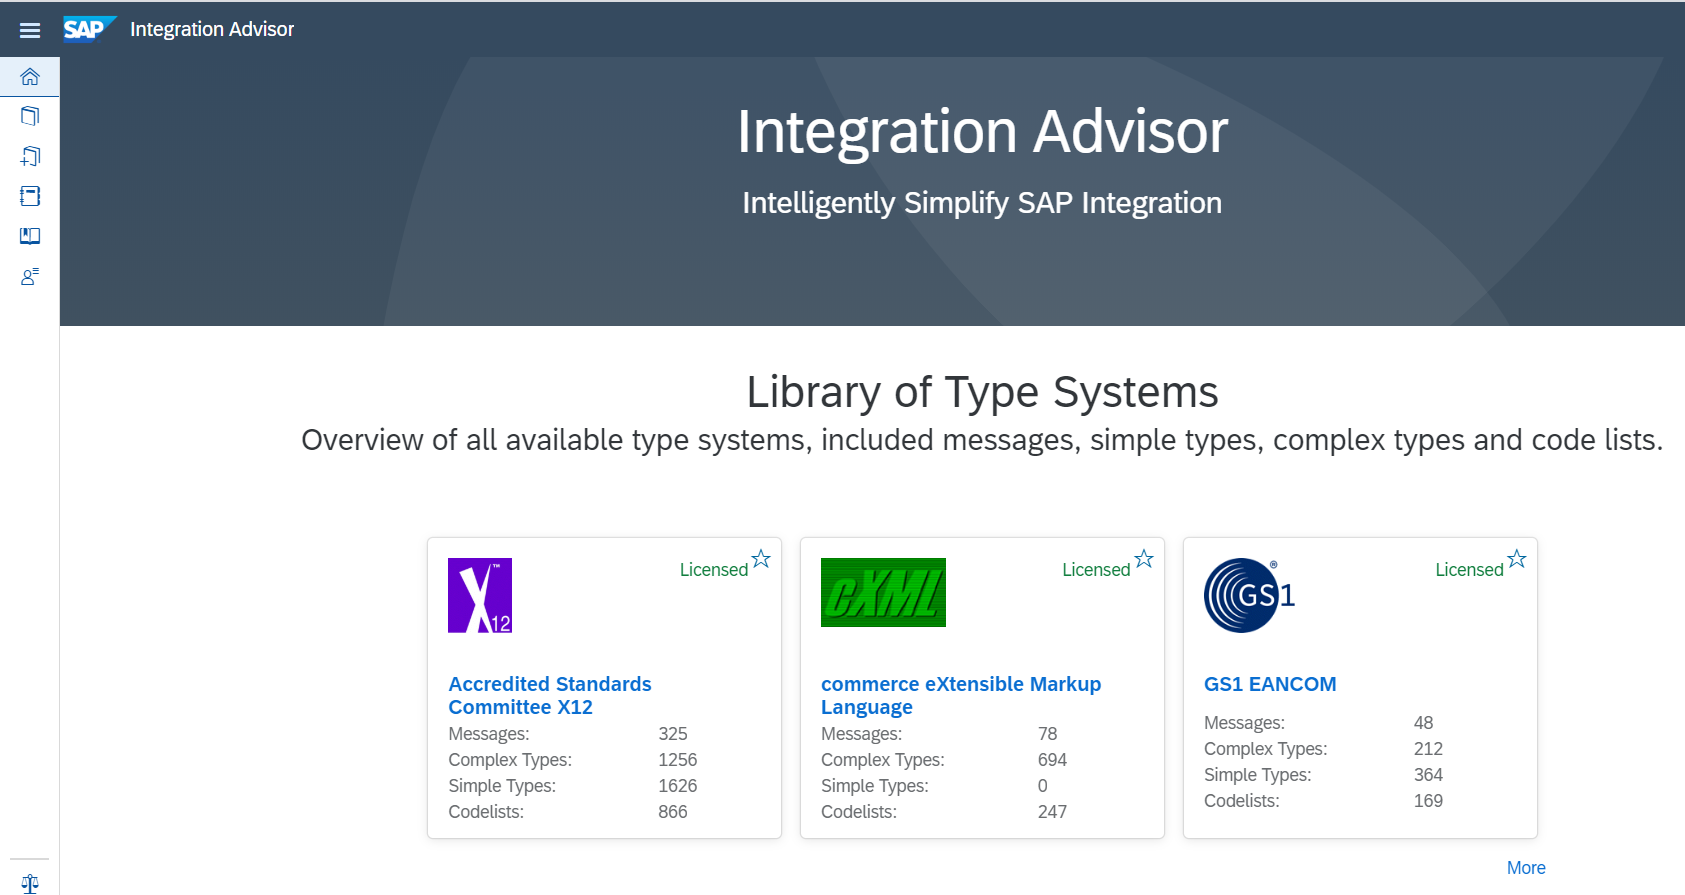 SAP Integration Advisor
Integration Advisor
Intelligently Simplify SAP Integration
Library of Type Systems
Overview of all available type systems, included messages, simple types, complex types and code lists.
X12™
Licensed
Accredited Standards
Committee X12
Messages: 325
Complex Types: 1256
Simple Types: 1626
Codelists: 866
cXML
Licensed
commerce eXtensible Markup
Language
Messages: 78
Complex Types: 694
Simple Types: 0
Codelists: 247
GS1®
Licensed
GS1 EANCOM
Messages: 48
Complex Types: 212
Simple Types: 364
Codelists: 169
More